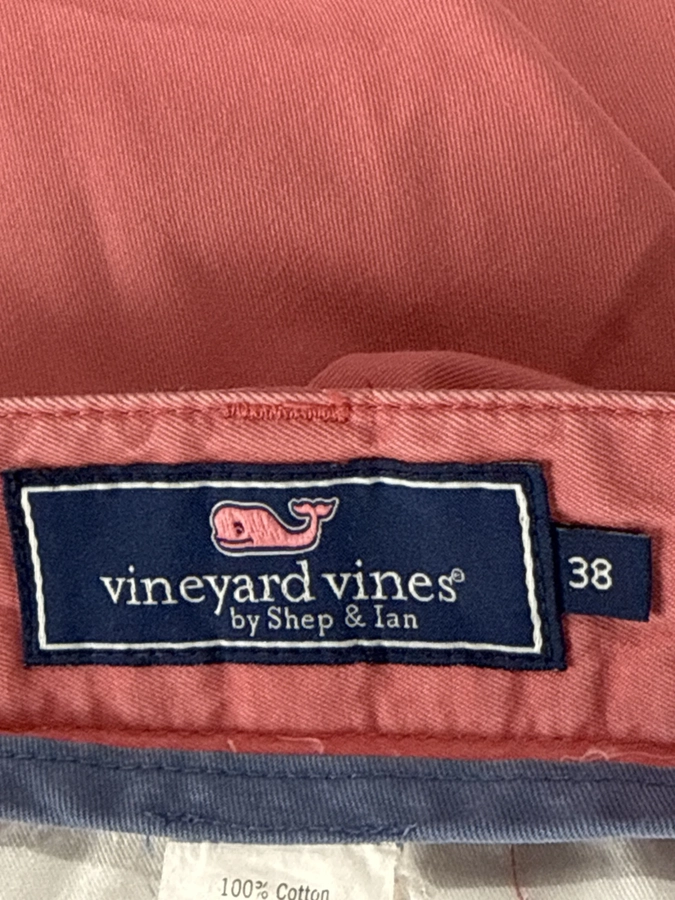 vineyard vines®
by Shep & Ian
38
100% Cotton